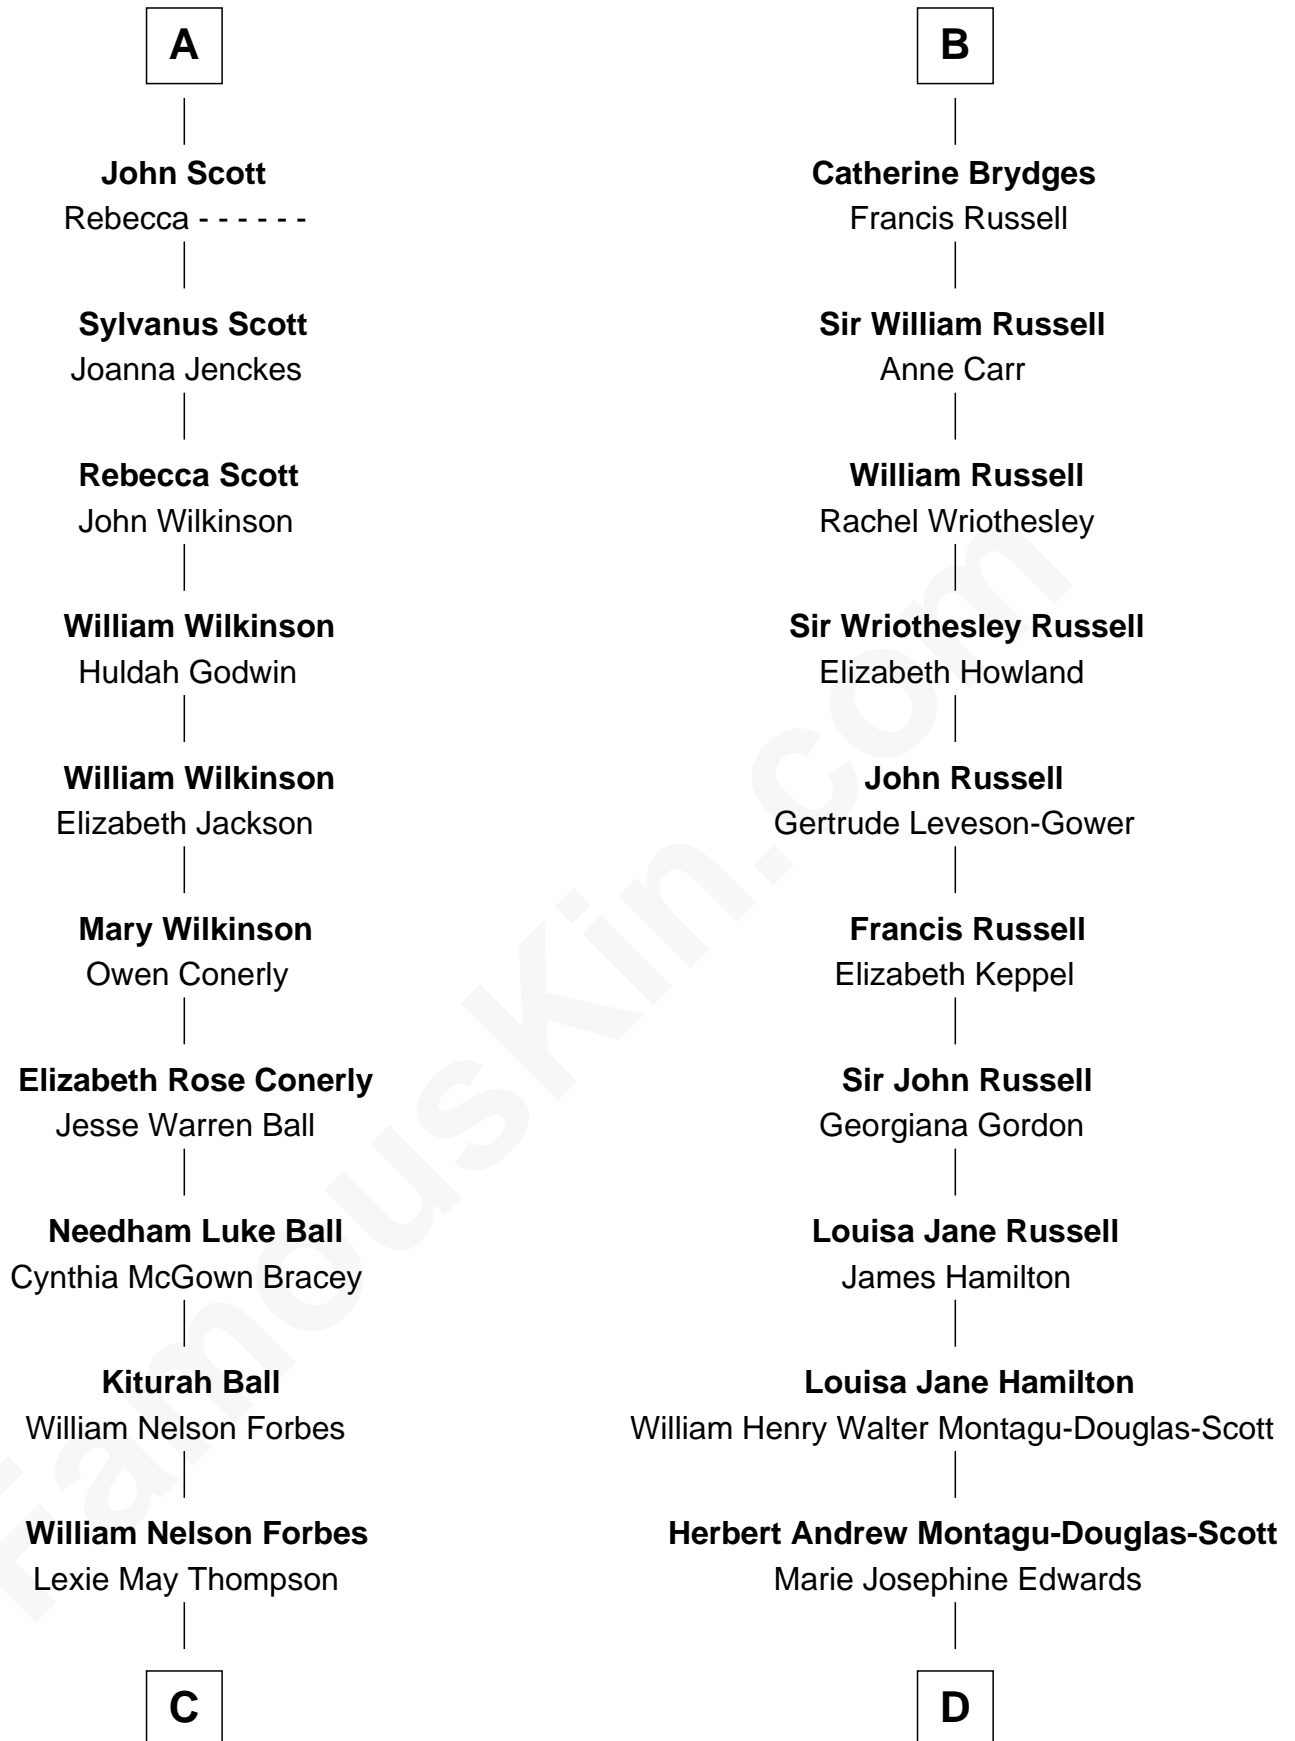 A
John Scott
Rebecca - - - - - -
Sylvanus Scott
Joanna Jenckes
Rebecca Scott
John Wilkinson
William Wilkinson
Huldah Godwin
William Wilkinson
Elizabeth Jackson
Mary Wilkinson
Owen Conerly
Elizabeth Rose Conerly
Jesse Warren Ball
Needham Luke Ball
Cynthia McGown Bracey
Kiturah Ball
William Nelson Forbes
William Nelson Forbes
Lexie May Thompson
C
B
Catherine Brydges
Francis Russell
Sir William Russell
Anne Carr
William Russell
Rachel Wriothesley
Sir Wriothesley Russell
Elizabeth Howland
John Russell
Gertrude Leveson-Gower
Francis Russell
Elizabeth Keppel
Sir John Russell
Georgiana Gordon
Louisa Jane Russell
James Hamilton
Louisa Jane Hamilton
William Henry Walter Montagu-Douglas-Scott
Herbert Andrew Montagu-Douglas-Scott
Marie Josephine Edwards
D
FamousKin.com